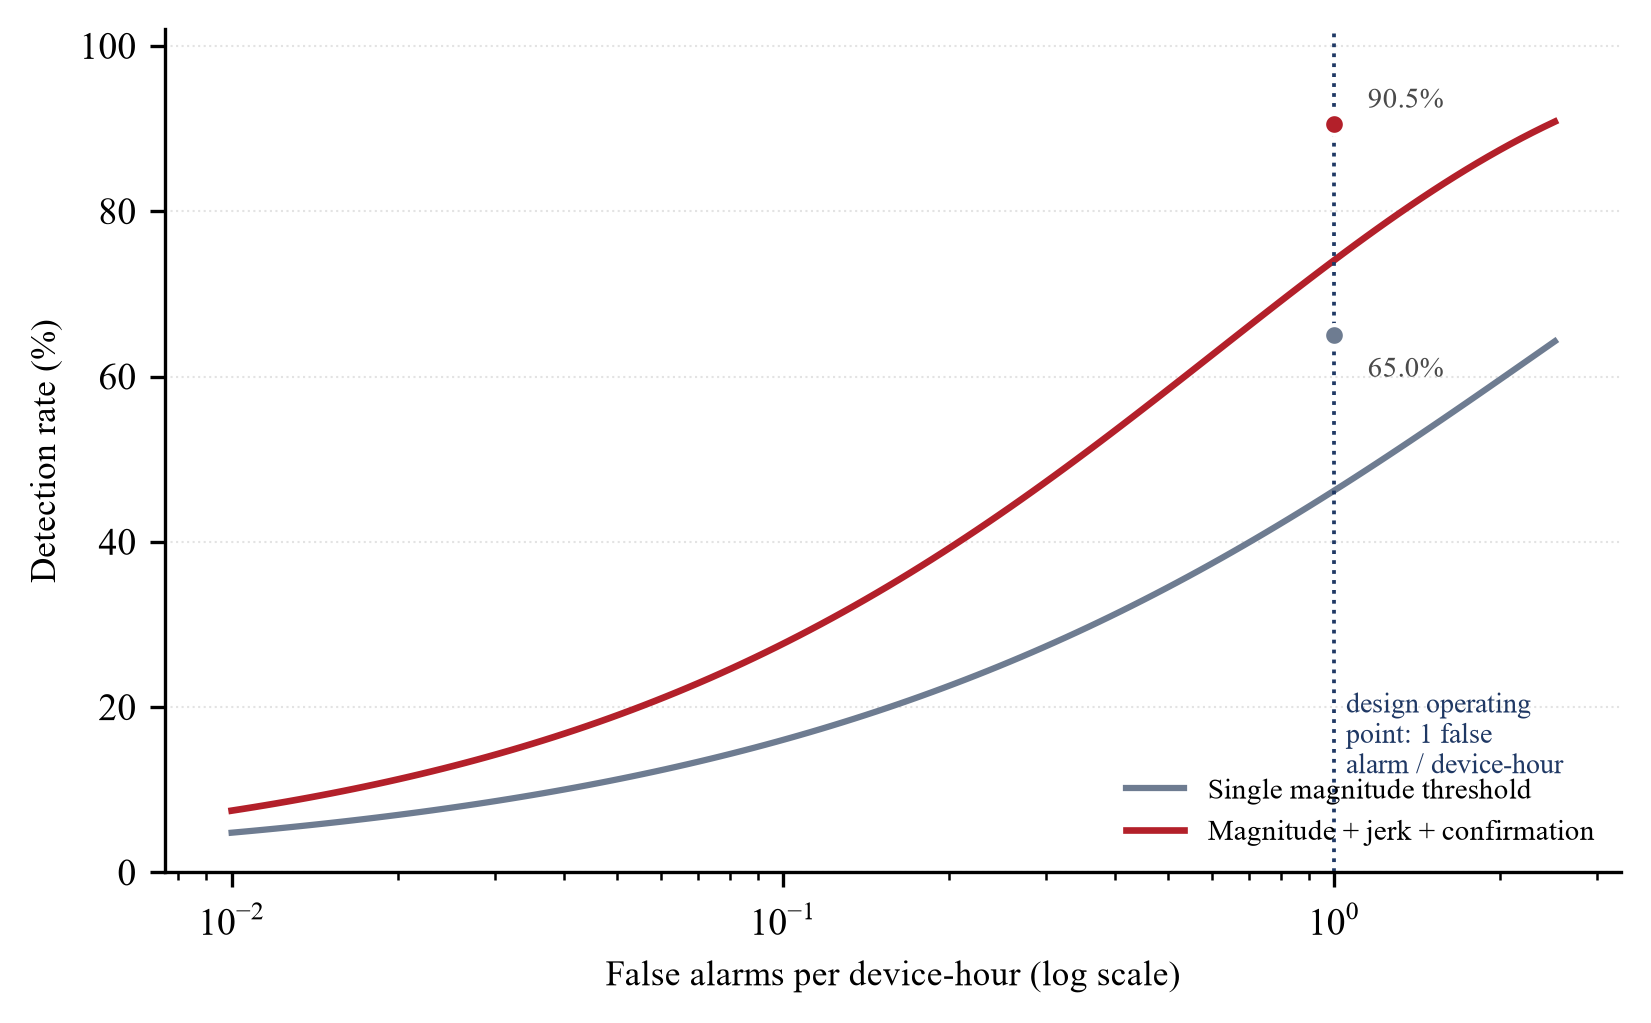 100
80
60
40
20
0
Detection rate (%)
90.5%
65.0%
design operating
point: 1 false
alarm / device-hour
Single magnitude threshold
Magnitude + jerk + confirmation
10⁻² 10⁻¹ 10⁰
False alarms per device-hour (log scale)